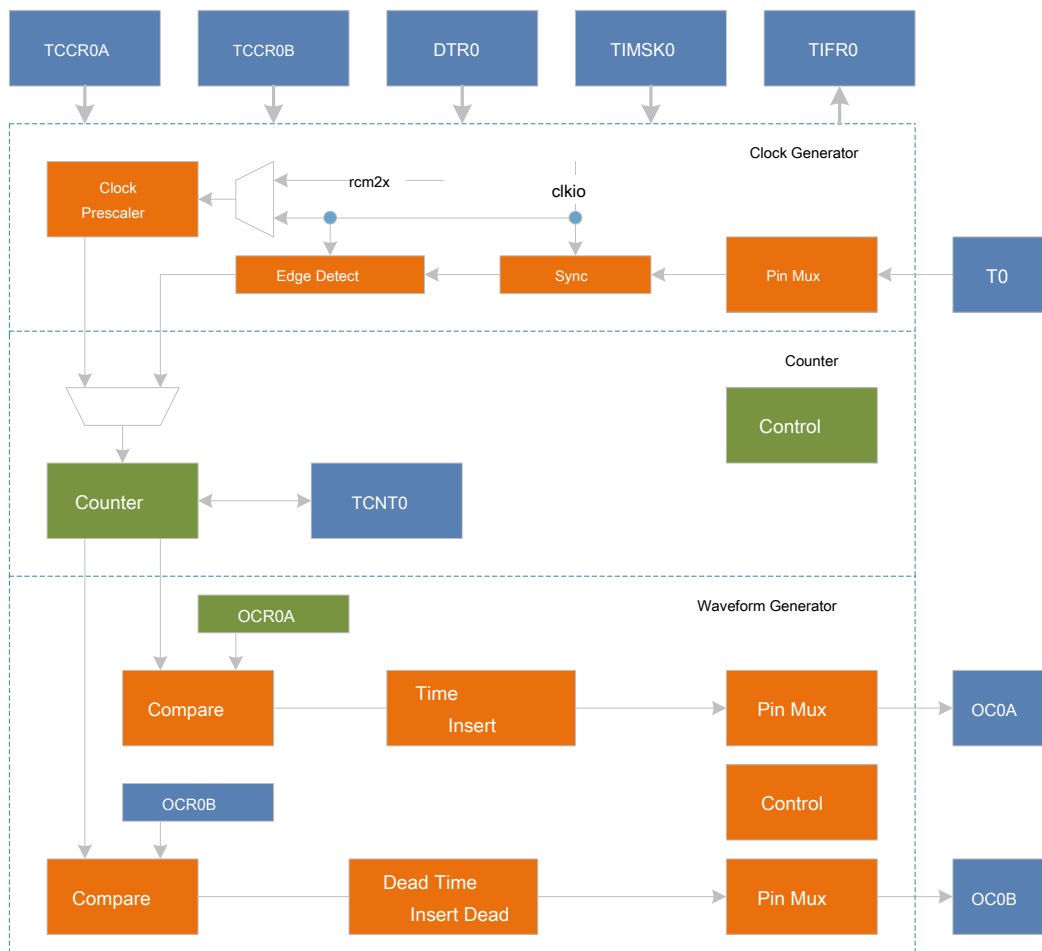 TCCR0A
TCCR0B
DTR0
TIMSK0
TIFR0
Clock Generator
Clock
Prescaler
rcm2x
clkio
Edge Detect
Sync
Pin Mux
T0
Counter
Control
Counter
TCNT0
Waveform Generator
OCR0A
Compare
Time
Insert
Pin Mux
OC0A
Control
OCR0B
Compare
Dead Time
Insert Dead
Pin Mux
OC0B